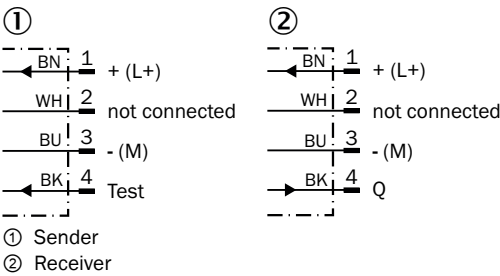 ① ②
BN 1 + (L+) BN 1 + (L+)
WH 2 not connected WH 2 not connected
BU 3 - (M) BU 3 - (M)
BK 4 Test BK 4 Q
① Sender
② Receiver